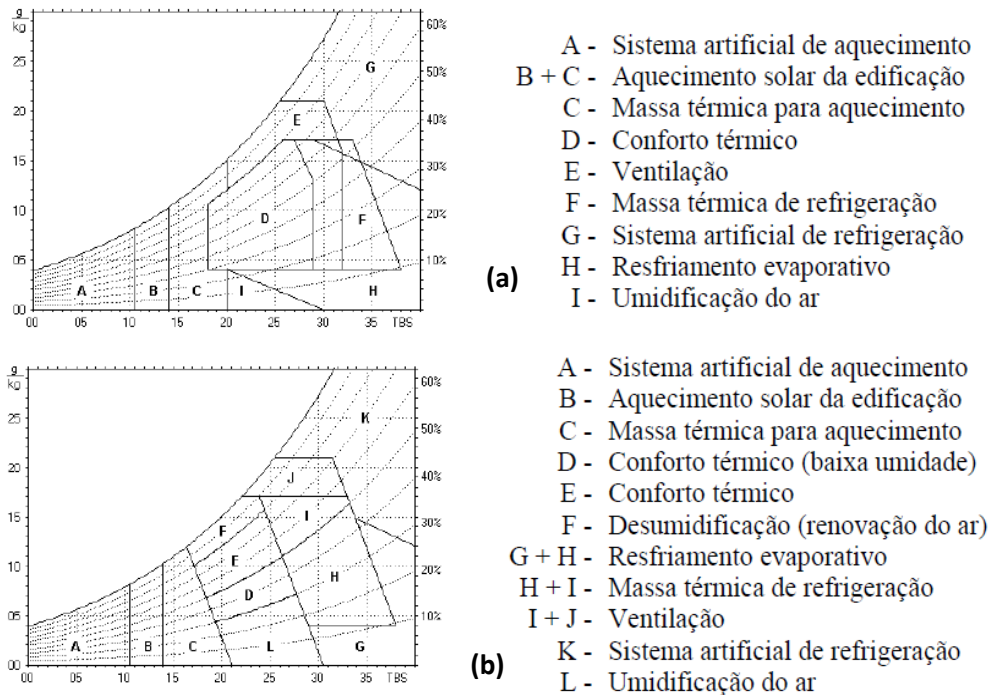 g
kg
25
20
15
10
05
00
00 05 10 15 20 25 30 35 TBS
60%
50%
40%
30%
20%
10%
A B C I H
D
E
F
G
(a)
A - Sistema artificial de aquecimento
B + C - Aquecimento solar da edificação
C - Massa térmica para aquecimento
D - Conforto térmico
E - Ventilação
F - Massa térmica de refrigeração
G - Sistema artificial de refrigeração
H - Resfriamento evaporativo
I - Umidificação do ar
g
kg
25
20
15
10
05
00
00 05 10 15 20 25 30 35 TBS
60%
50%
40%
30%
20%
10%
K
J
I
F
E
H
D
A B C L G
(b)
A - Sistema artificial de aquecimento
B - Aquecimento solar da edificação
C - Massa térmica para aquecimento
D - Conforto térmico (baixa umidade)
E - Conforto térmico
F - Desumidificação (renovação do ar)
G + H - Resfriamento evaporativo
H + I - Massa térmica de refrigeração
I + J - Ventilação
K - Sistema artificial de refrigeração
L - Umidificação do ar